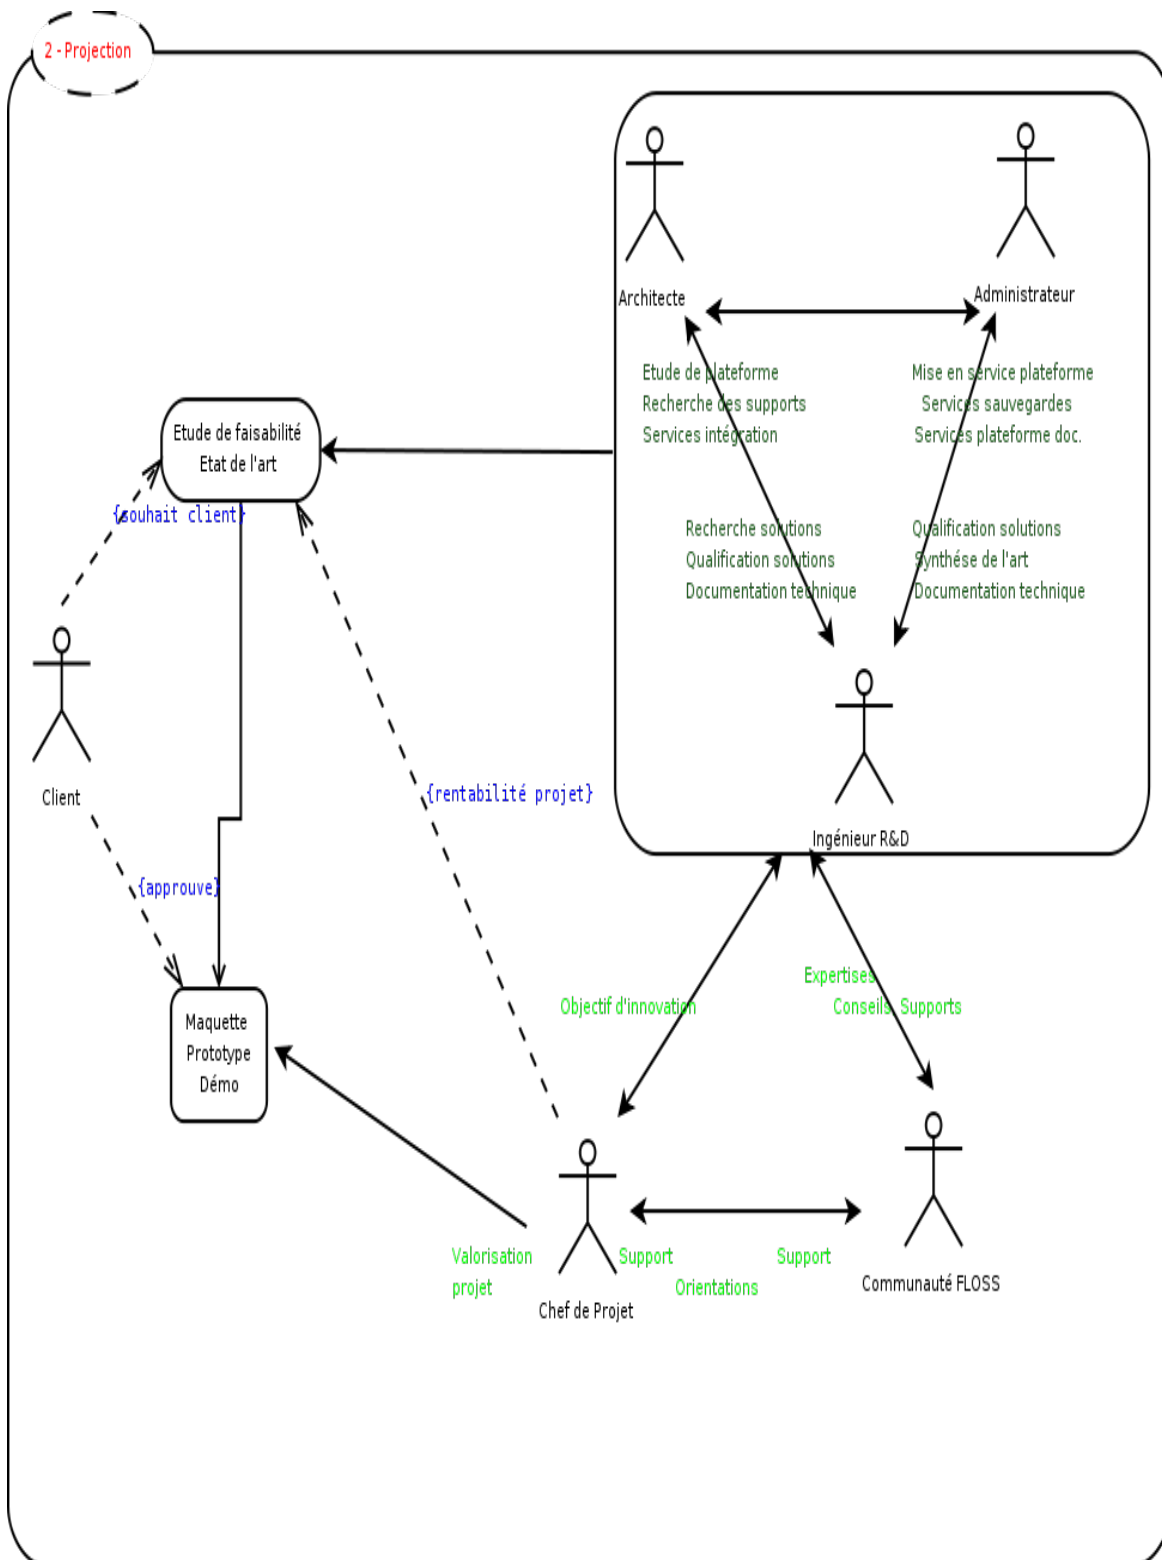 2 - Projection
Architecte
Administrateur
Etude de plateforme
Recherche des supports
Services intégration
Mise en service plateforme
Services sauvegardes
Services plateforme doc.
Etude de faisabilité
Etat de l'art
{souhait client}
Recherche solutions
Qualification solutions
Documentation technique
Qualification solutions
Synthése de l'art
Documentation technique
Client
{rentabilité projet}
Ingénieur R&D
{approuve}
Expertises
Conseils Supports
Objectif d'innovation
Maquette
Prototype
Démo
Valorisation
projet
Support
Support
Orientations
Chef de Projet
Communauté FLOSS